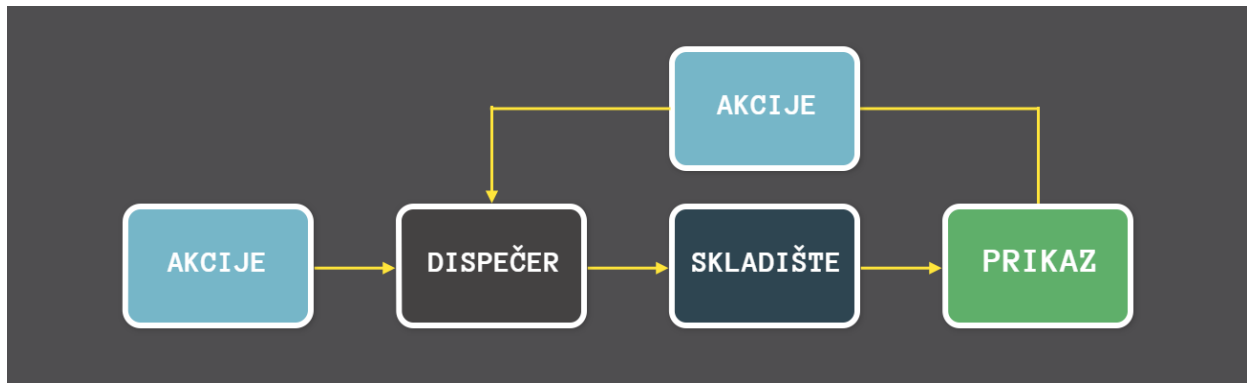 AKCIJE
AKCIJE
DISPEČER
SKLADIŠTE
PRIKAZ